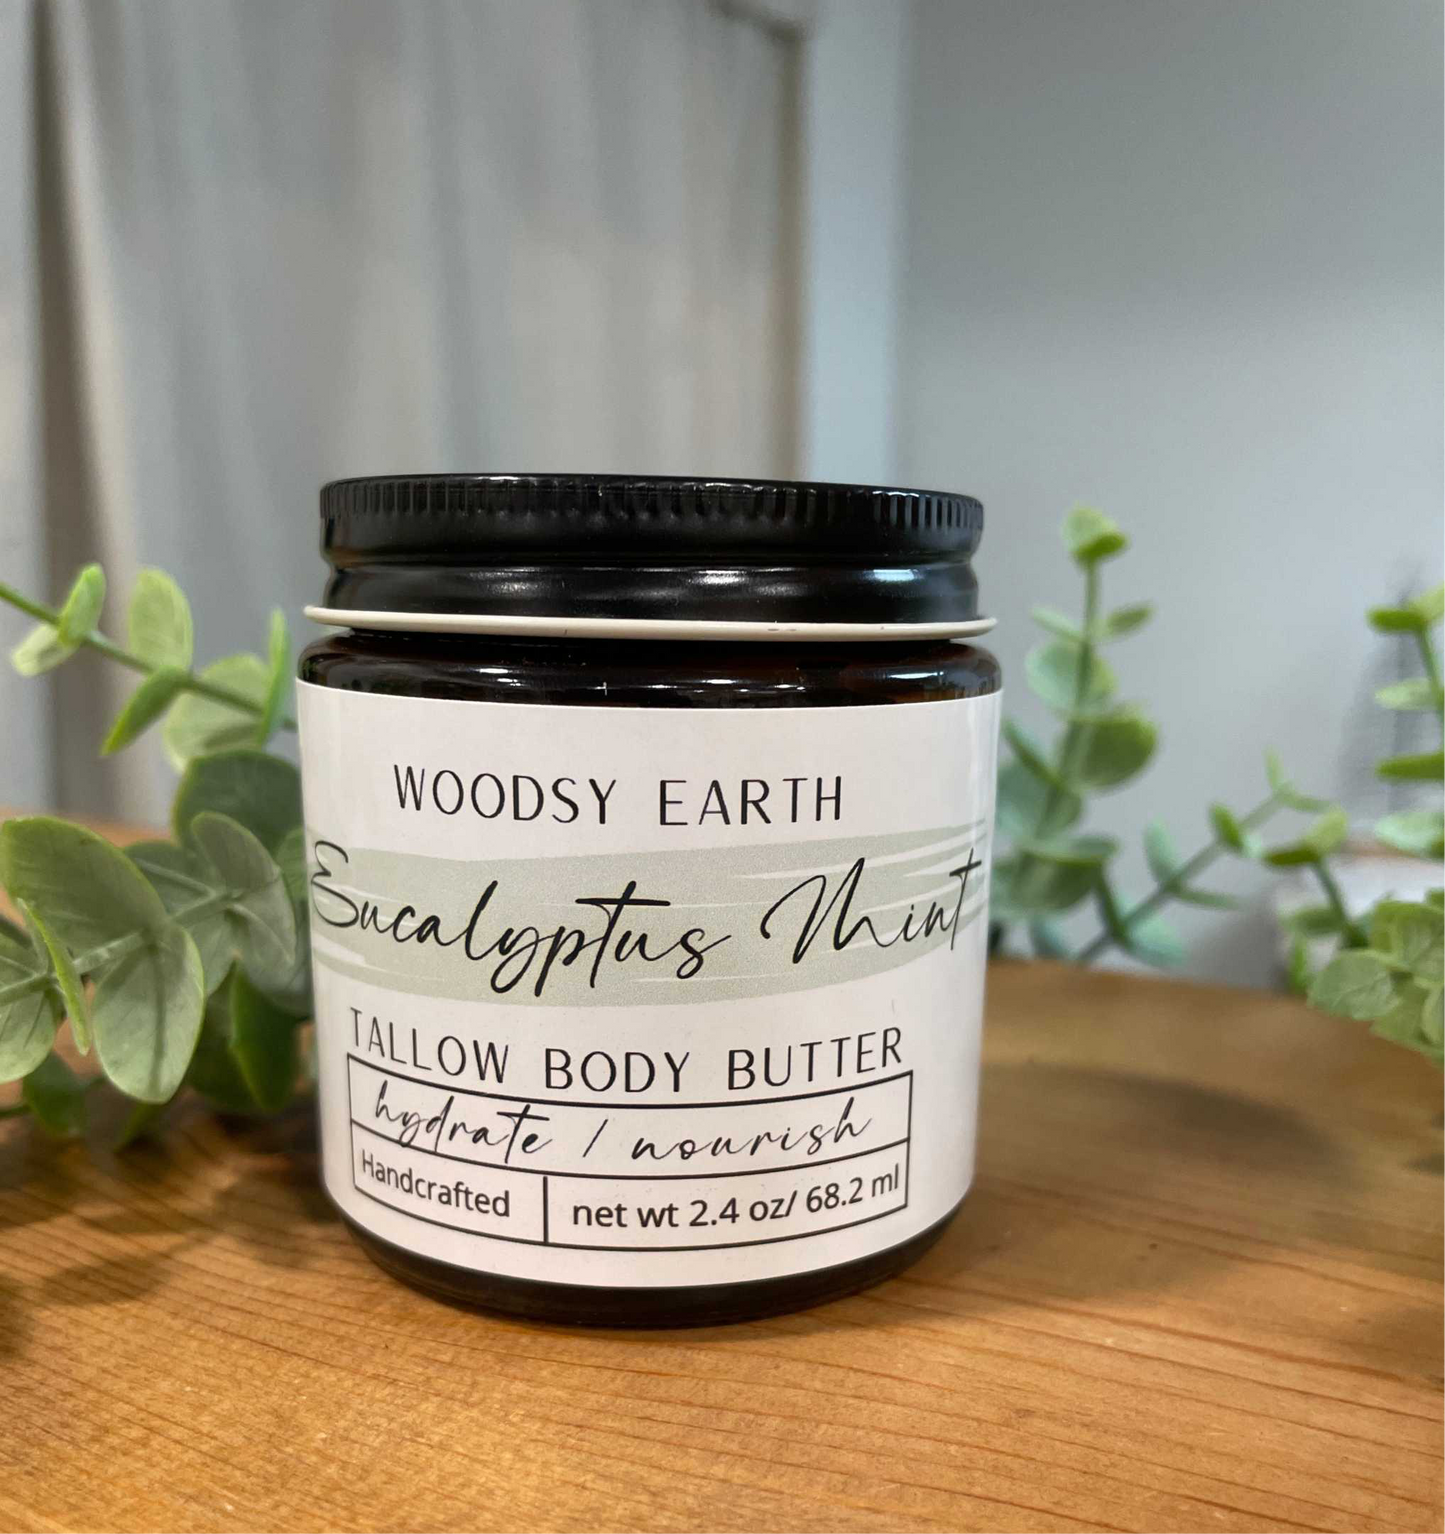 WOODSY EARTH
Eucalyptus Mint
TALLOW BODY BUTTER
hydrate / nourish
Handcrafted
net wt 2.4 oz/ 68.2 ml